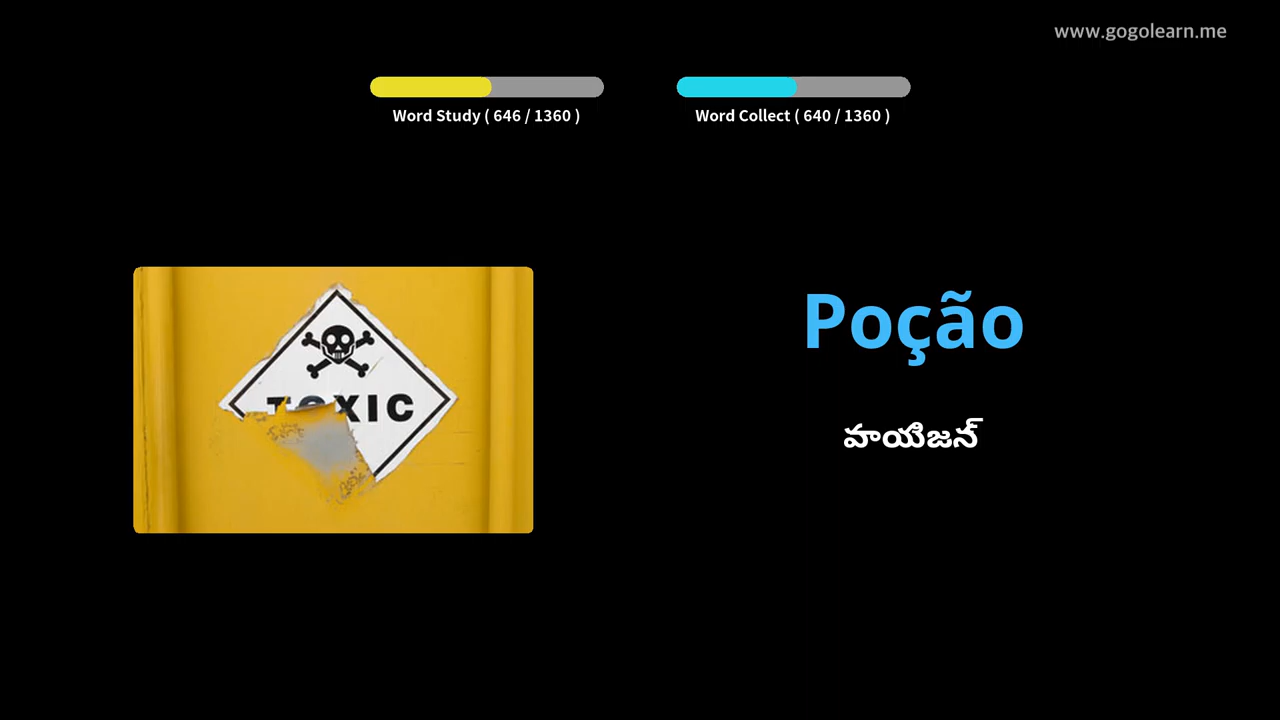 www.gogolearn.me
Word Study ( 646 / 1360 )
Word Collect ( 640 / 1360 )
TOXIC
Poção
వాయిజన్